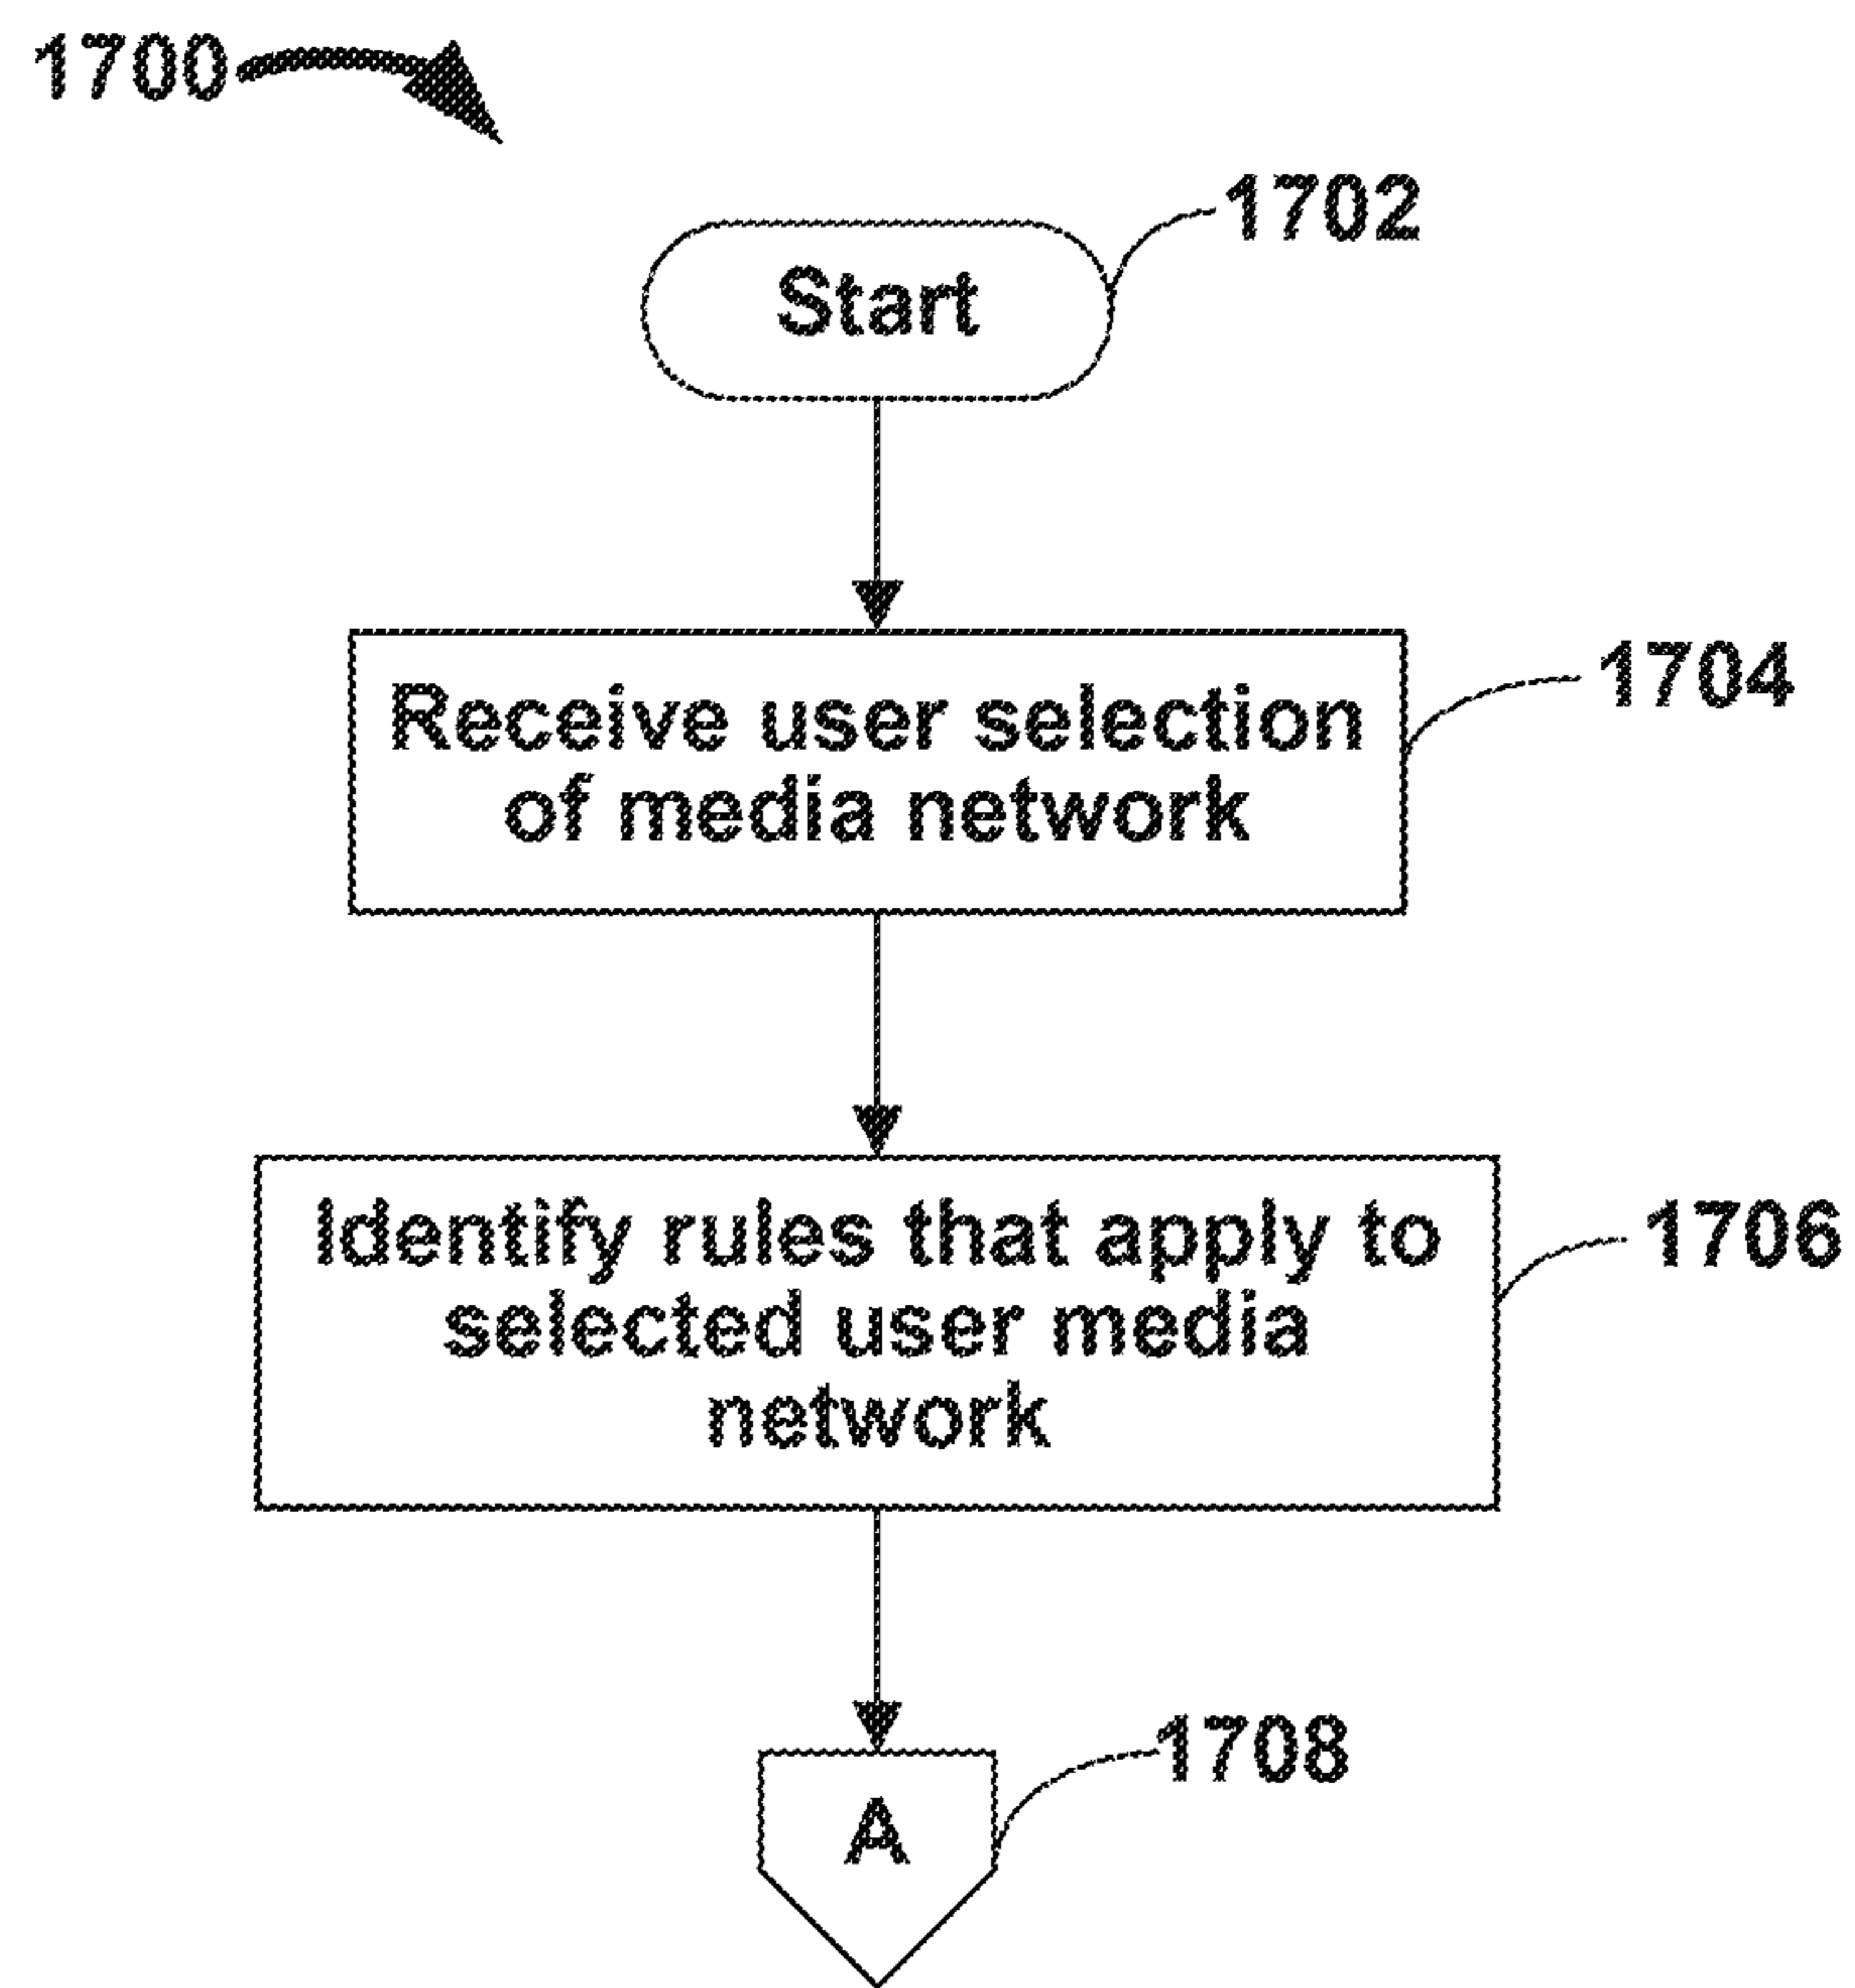 1700
1702
Start
1704
Receive user selection
of media network
1706
Identify rules that apply to
selected user media
network
1708
A